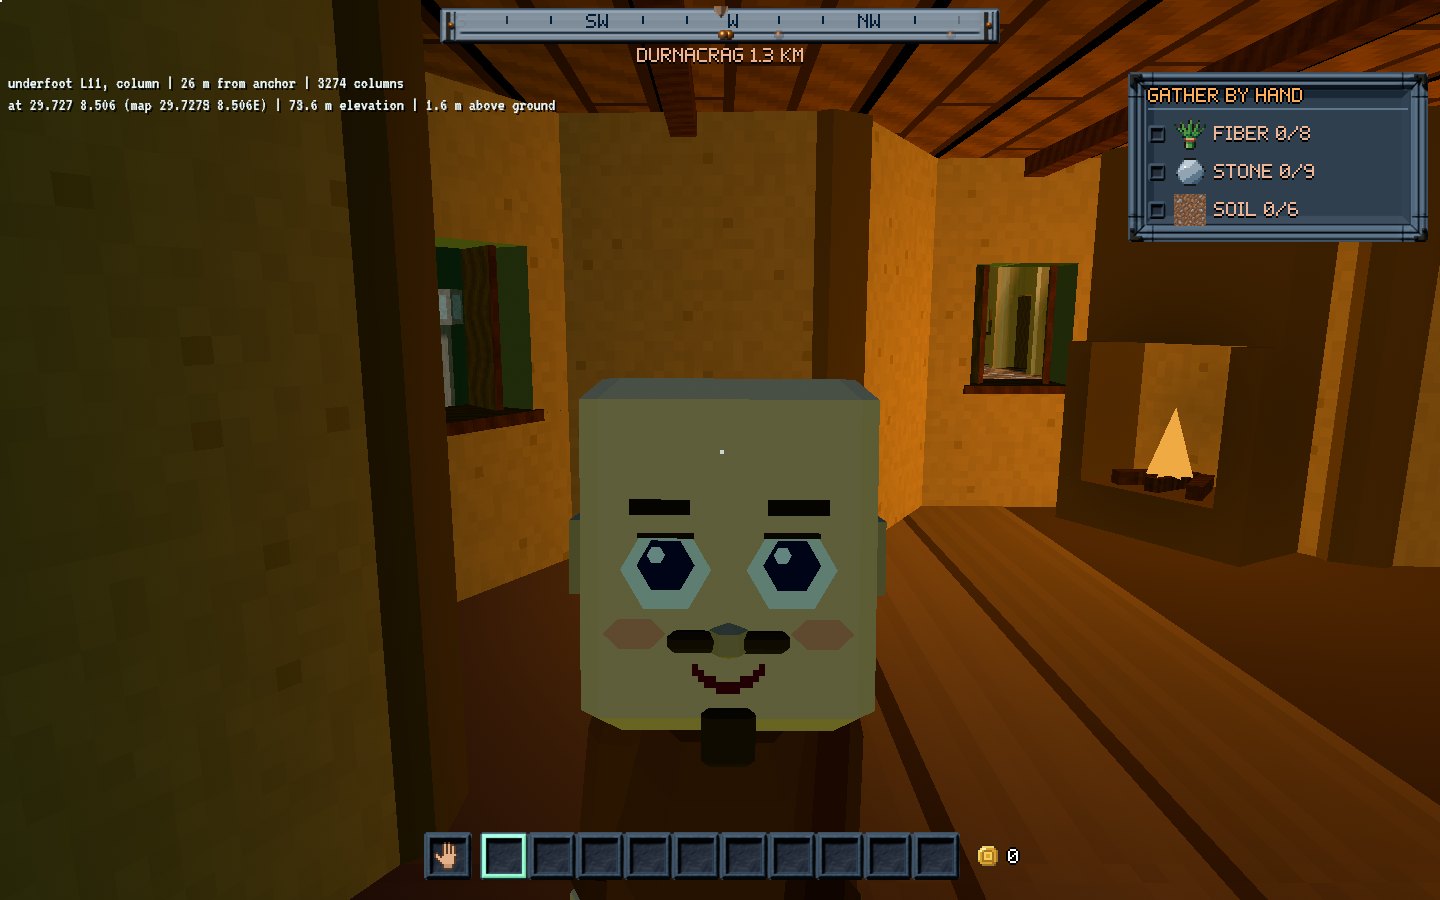 SW W NW
DURNACRAG 1.3 KM
underfoot L11, column | 26 m from anchor | 3274 columns
at 29.727 8.506 (map 29.727S 8.506E) | 73.6 m elevation | 1.6 m above ground
GATHER BY HAND
FIBER 0/8
STONE 0/9
SOIL 0/6
0